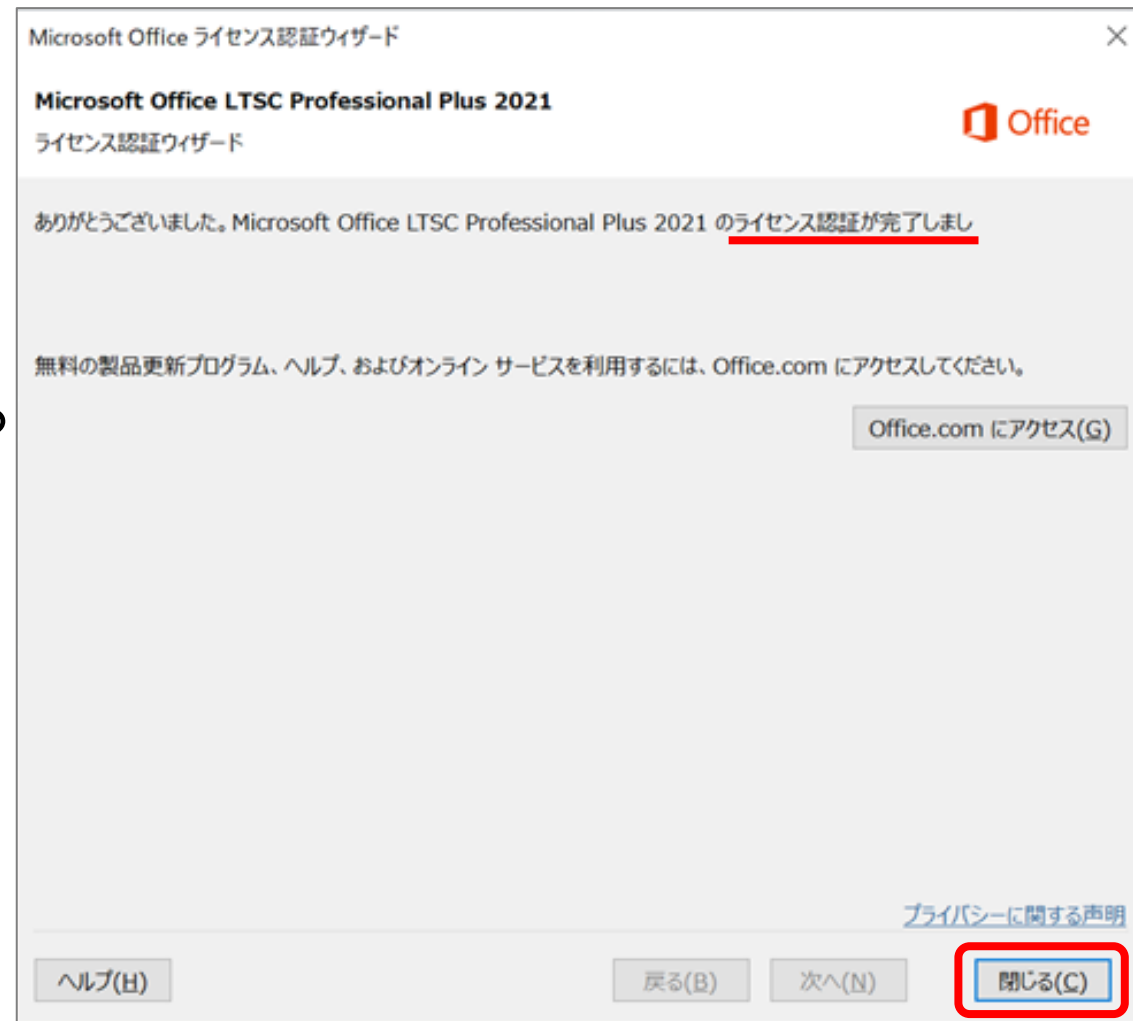 Microsoft Office ライセンス認証ウィザード
Microsoft Office LTSC Professional Plus 2021
ライセンス認証ウィザード
Office
ありがとうございました。Microsoft Office LTSC Professional Plus 2021 のライセンス認証が完了しまし
無料の製品更新プログラム、ヘルプ、およびオンライン サービスを利用するには、Office.com にアクセスしてください。
Office.com にアクセス(G)
プライバシーに関する声明
ヘルプ(H)
戻る(B)
次へ(N)
閉じる(C)